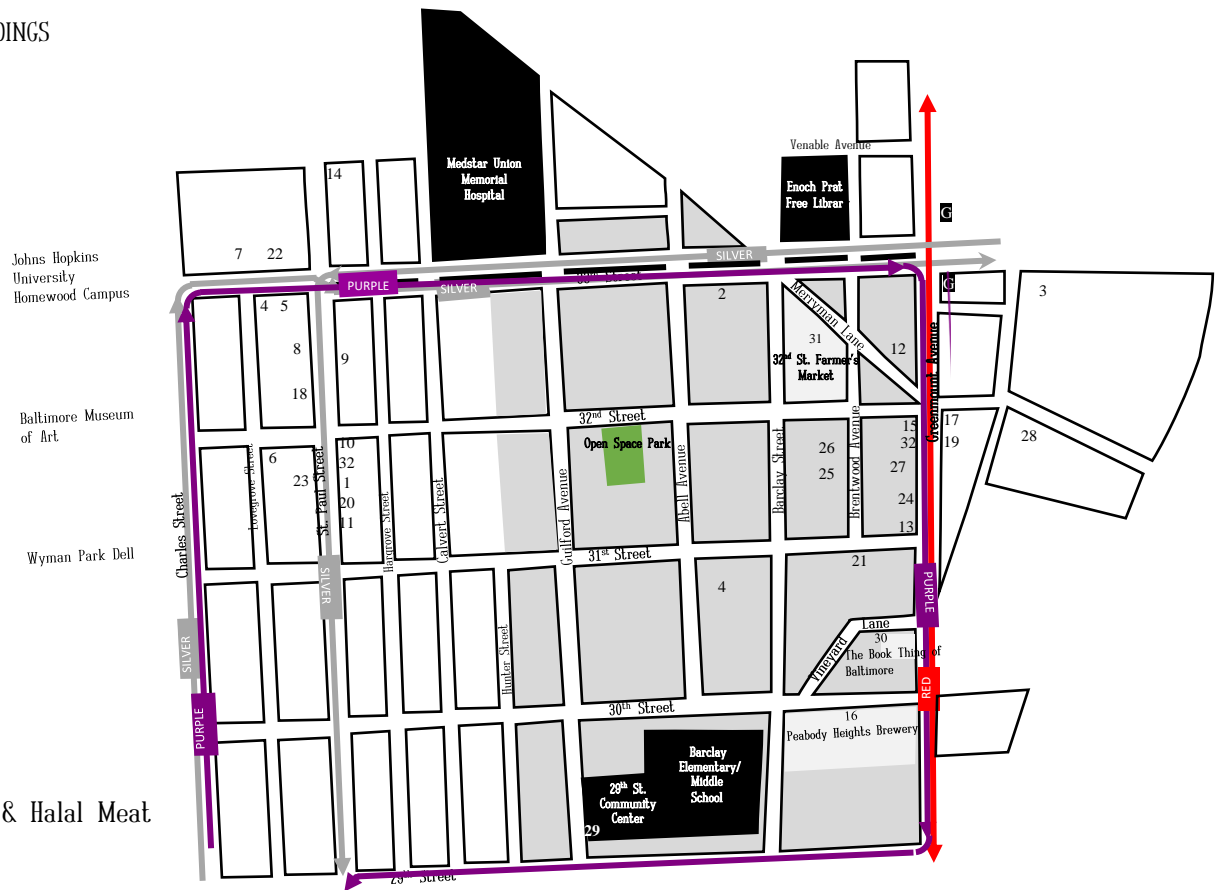 DINGS
Venable Avenue
14
Medstar Union
Memorial
Hospital
Enoch Prat
Free Librar
G
Johns Hopkins
University
Homewood Campus
7 22
SILVER
PURPLE
SILVER
G
4 5
2
3
Merryman Lane
8
9
31
32nd St. Farmer's
Market
12
Greenmount Avenue
18
Baltimore Museum
of Art
32nd Street
Open Space Park
10
32
1
20
11
6
23
15
32
27
24
13
17
19
28
26
25
Charles Street
Lovegrove Street
St. Paul Street
Hargrove Street
Calvert Street
Guilford Avenue
Abell Avenue
Barclay Street
Brentwood Avenue
Wyman Park Dell
31st Street
21
4
SILVER
PURPLE
Hunter Street
Vineyard
Lane
30
The Book Thing of
Baltimore
SILVER
RED
PURPLE
30th Street
16
Peabody Heights Brewery
Barclay
Elementary/
Middle
School
29th St.
Community
Center
29
& Halal Meat
29th Street